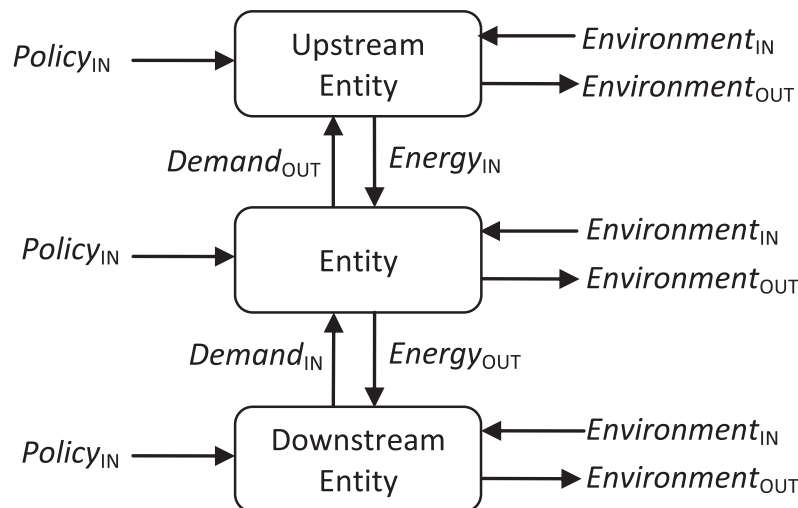 Upstream
Entity
Policy_IN
Environment_IN
Environment_OUT
Demand_OUT
Energy_IN
Policy_IN
Entity
Environment_IN
Environment_OUT
Demand_IN
Energy_OUT
Policy_IN
Downstream
Entity
Environment_IN
Environment_OUT